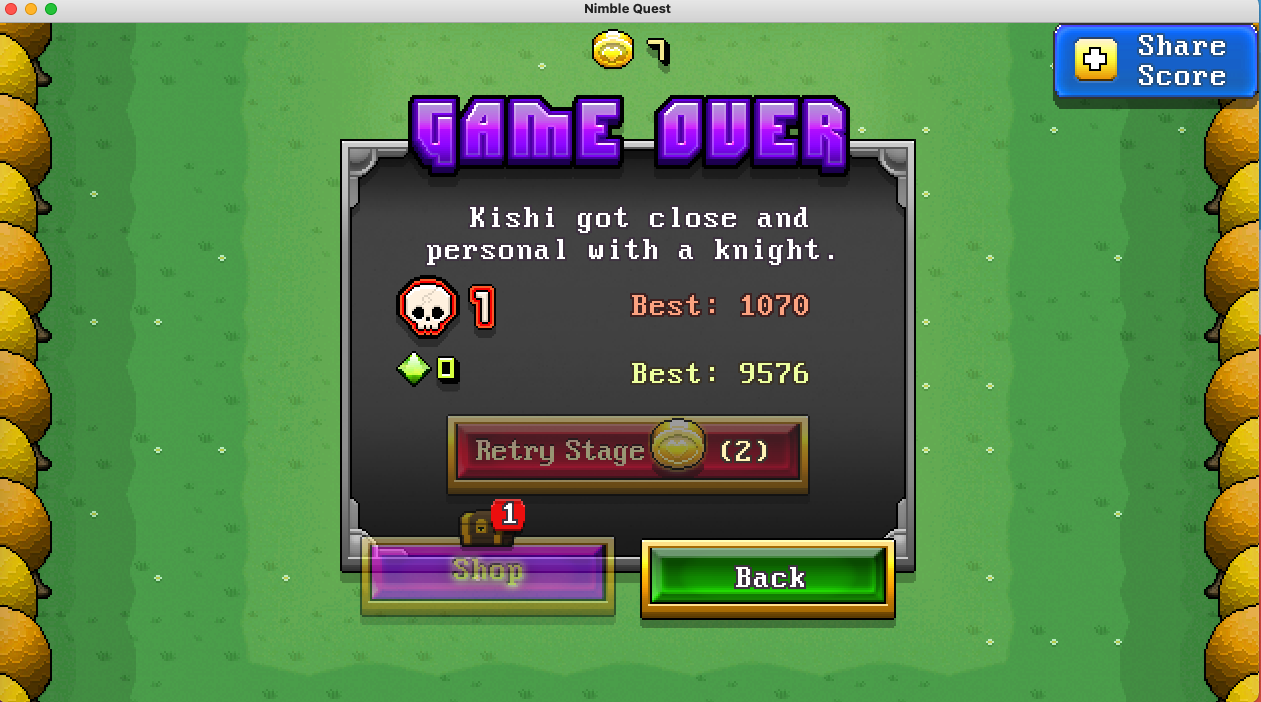 Nimble Quest
7
Share
Score
GAME OVER
Kishi got close and
personal with a knight.
1
Best: 1070
0
Best: 9576
Retry Stage (2)
1
Shop
Back